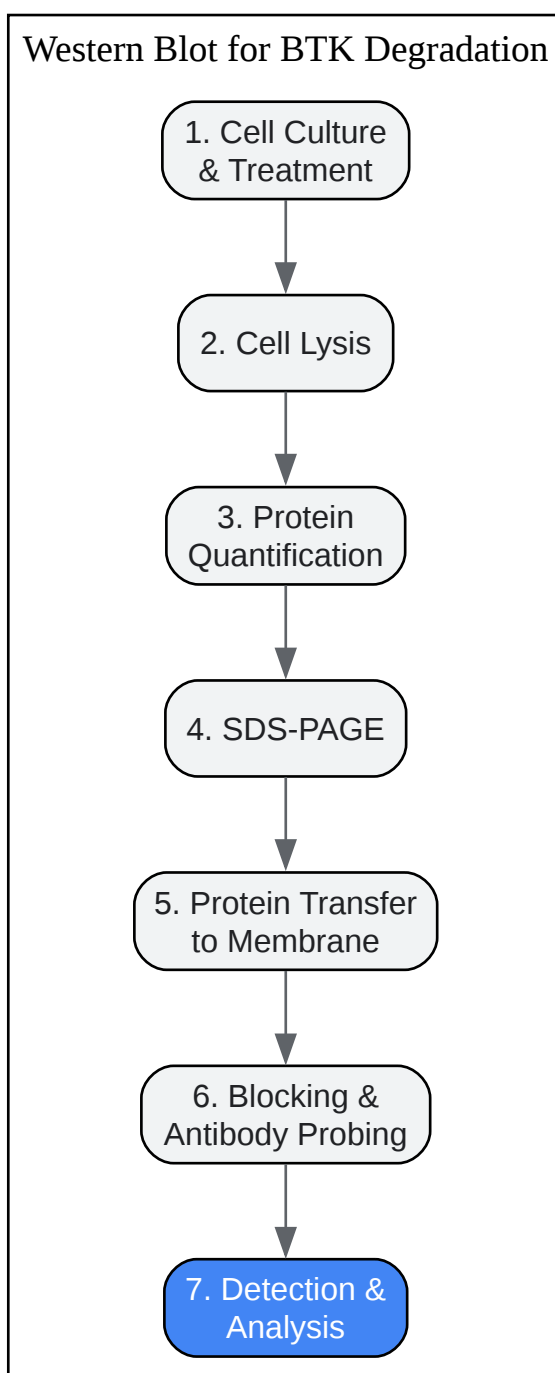 Western Blot for BTK Degradation
1. Cell Culture
& Treatment
2. Cell Lysis
3. Protein
Quantification
4. SDS-PAGE
5. Protein Transfer
to Membrane
6. Blocking &
Antibody Probing
7. Detection &
Analysis